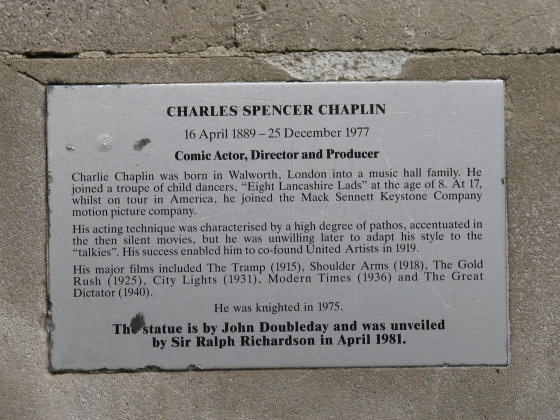 CHARLES SPENCER CHAPLIN
16 April 1889 – 25 December 1977
Comic Actor, Director and Producer
Charlie Chaplin was born in Walworth, London into a music hall family. He
joined a troupe of child dancers, "Eight Lancashire Lads" at the age of 8. At 17,
whilst on tour in America, he joined the Mack Sennett Keystone Company
motion picture company.
His acting technique was characterised by a high degree of pathos, accentuated in
the then silent movies, but he was unwilling later to adapt his style to the
"talkies". His success enabled him to co-found United Artists in 1919.
His major films included The Tramp (1915), Shoulder Arms (1918), The Gold
Rush (1925), City Lights (1931), Modern Times (1936) and The Great
Dictator (1940).
He was knighted in 1975.
The statue is by John Doubleday and was unveiled
by Sir Ralph Richardson in April 1981.